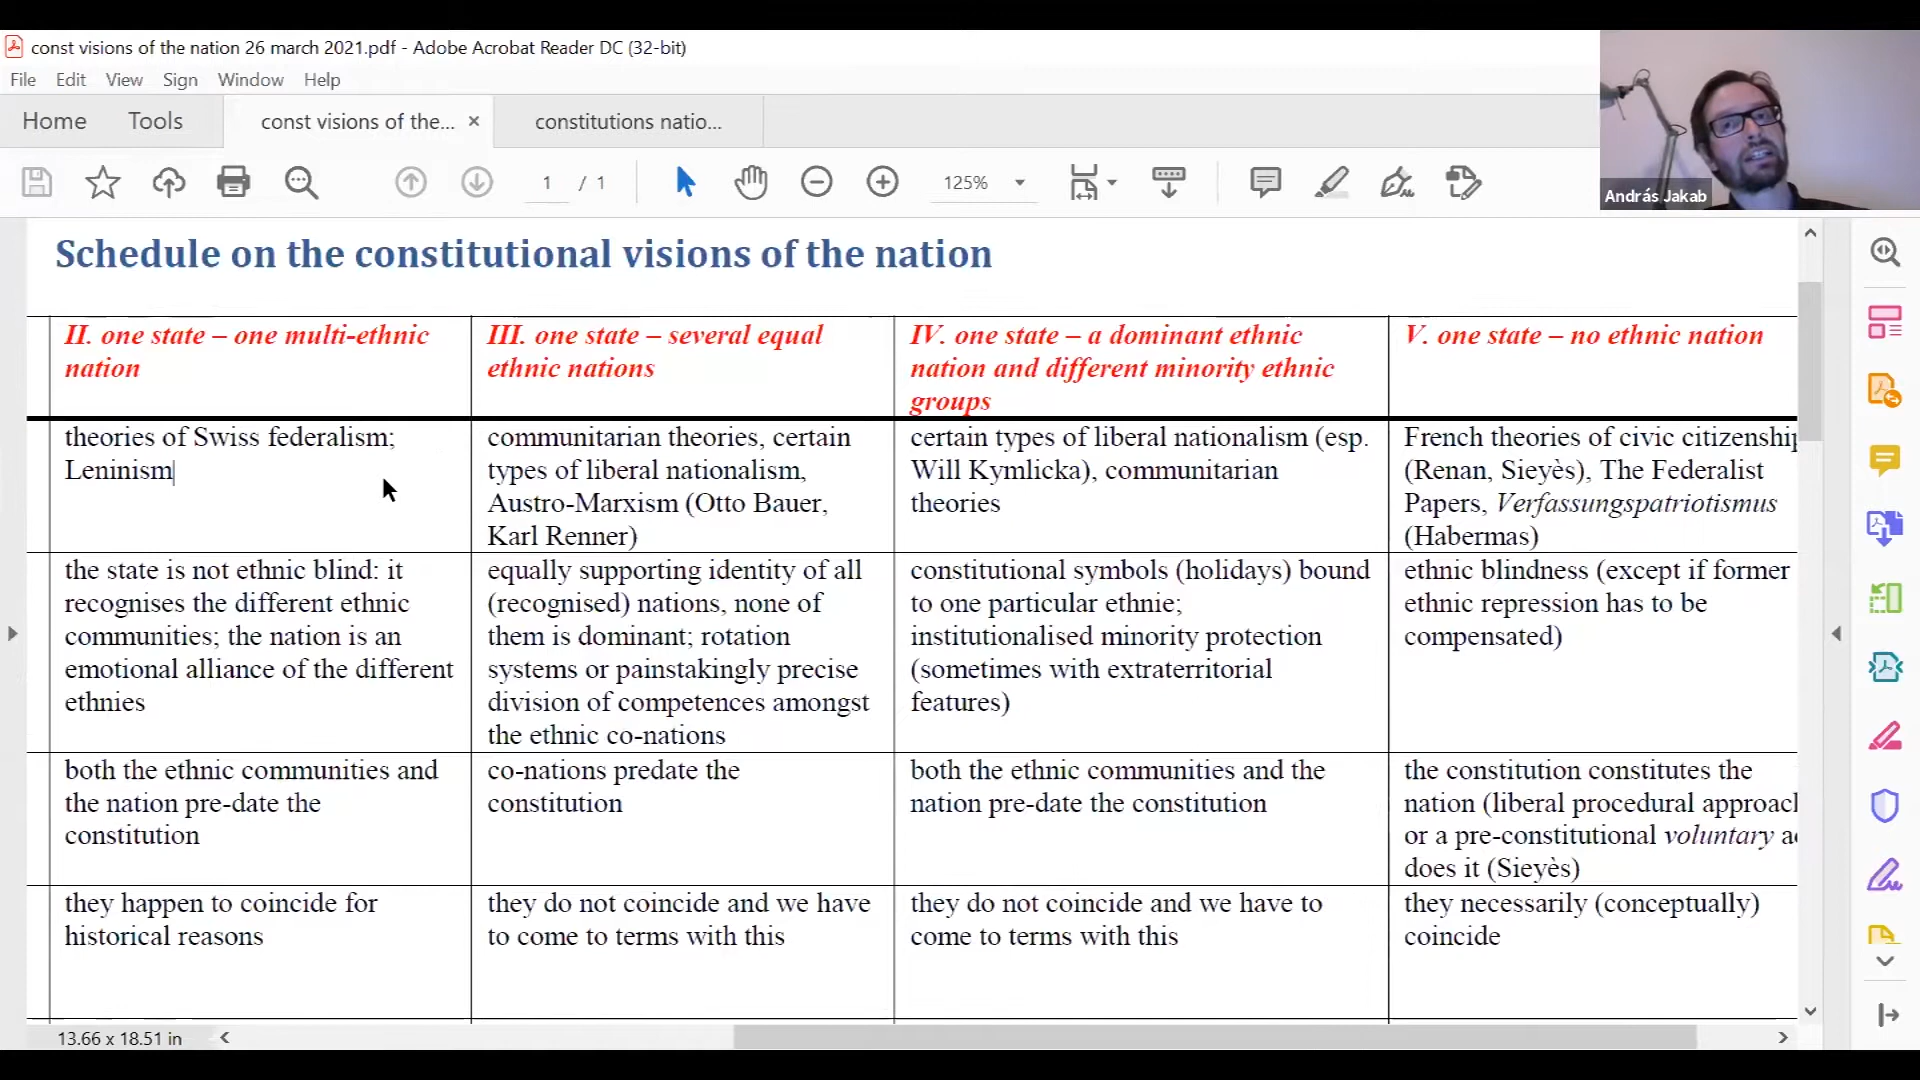 const visions of the nation 26 march 2021.pdf - Adobe Acrobat Reader DC (32-bit)
File Edit View Sign Window Help
Home Tools const visions of the... × constitutions natio...
1 / 1 125%
András Jakab
Schedule on the constitutional visions of the nation
II. one state – one multi-ethnic
nation
III. one state – several equal
ethnic nations
IV. one state – a dominant ethnic
nation and different minority ethnic
groups
V. one state – no ethnic nation
theories of Swiss federalism;
Leninism
communitarian theories, certain
types of liberal nationalism,
Austro-Marxism (Otto Bauer,
Karl Renner)
certain types of liberal nationalism (esp.
Will Kymlicka), communitarian
theories
French theories of civic citizenship
(Renan, Sieyès), The Federalist
Papers, Verfassungspatriotismus
(Habermas)
the state is not ethnic blind: it
recognises the different ethnic
communities; the nation is an
emotional alliance of the different
ethnies
equally supporting identity of all
(recognised) nations, none of
them is dominant; rotation
systems or painstakingly precise
division of competences amongst
the ethnic co-nations
constitutional symbols (holidays) bound
to one particular ethnie;
institutionalised minority protection
(sometimes with extraterritorial
features)
ethnic blindness (except if former
ethnic repression has to be
compensated)
both the ethnic communities and
the nation pre-date the
constitution
co-nations predate the
constitution
both the ethnic communities and the
nation pre-date the constitution
the constitution constitutes the
nation (liberal procedural approach
or a pre-constitutional voluntary
does it (Sieyès)
they happen to coincide for
historical reasons
they do not coincide and we have
to come to terms with this
they do not coincide and we have to
come to terms with this
they necessarily (conceptually)
coincide
13.66 x 18.51 in